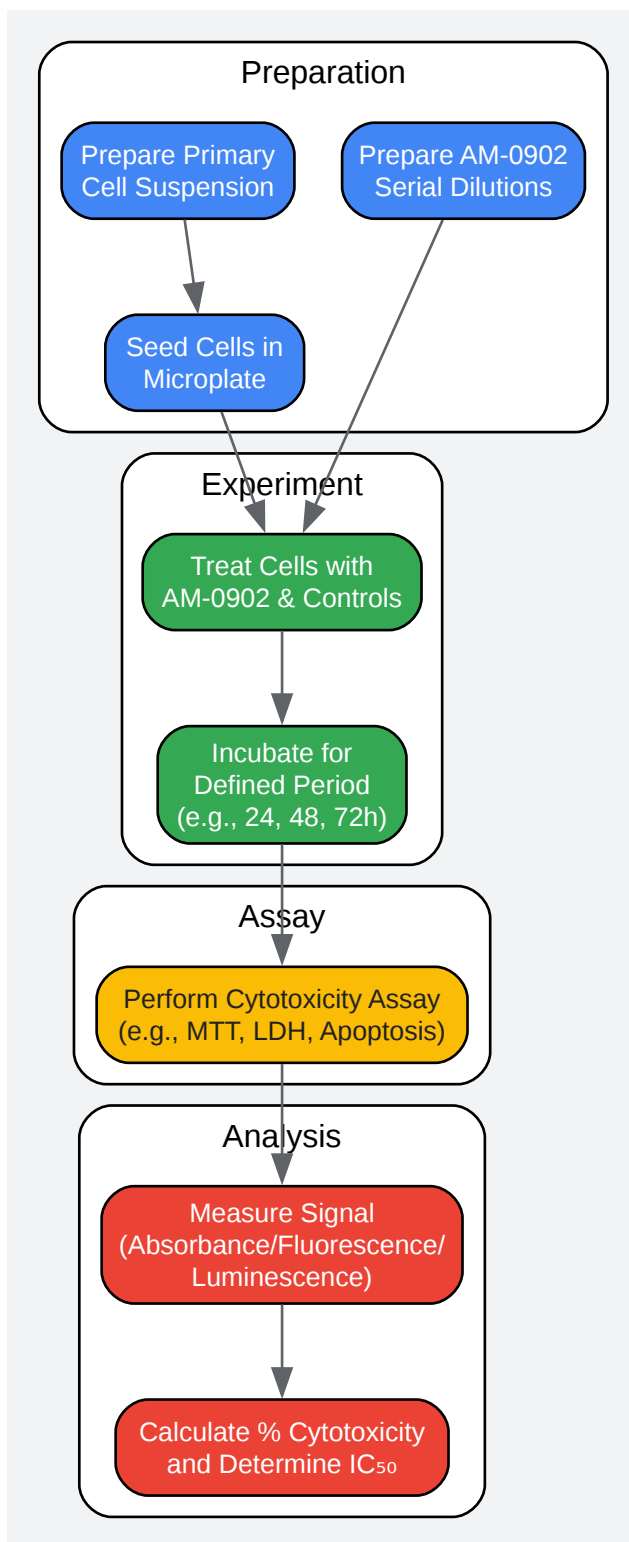 Preparation
Prepare Primary
Cell Suspension
Prepare AM-0902
Serial Dilutions
Seed Cells in
Microplate
Experiment
Treat Cells with
AM-0902 & Controls
Incubate for
Defined Period
(e.g., 24, 48, 72h)
Assay
Perform Cytotoxicity Assay
(e.g., MTT, LDH, Apoptosis)
Analysis
Measure Signal
(Absorbance/Fluorescence/
Luminescence)
Calculate % Cytotoxicity
and Determine IC₅₀